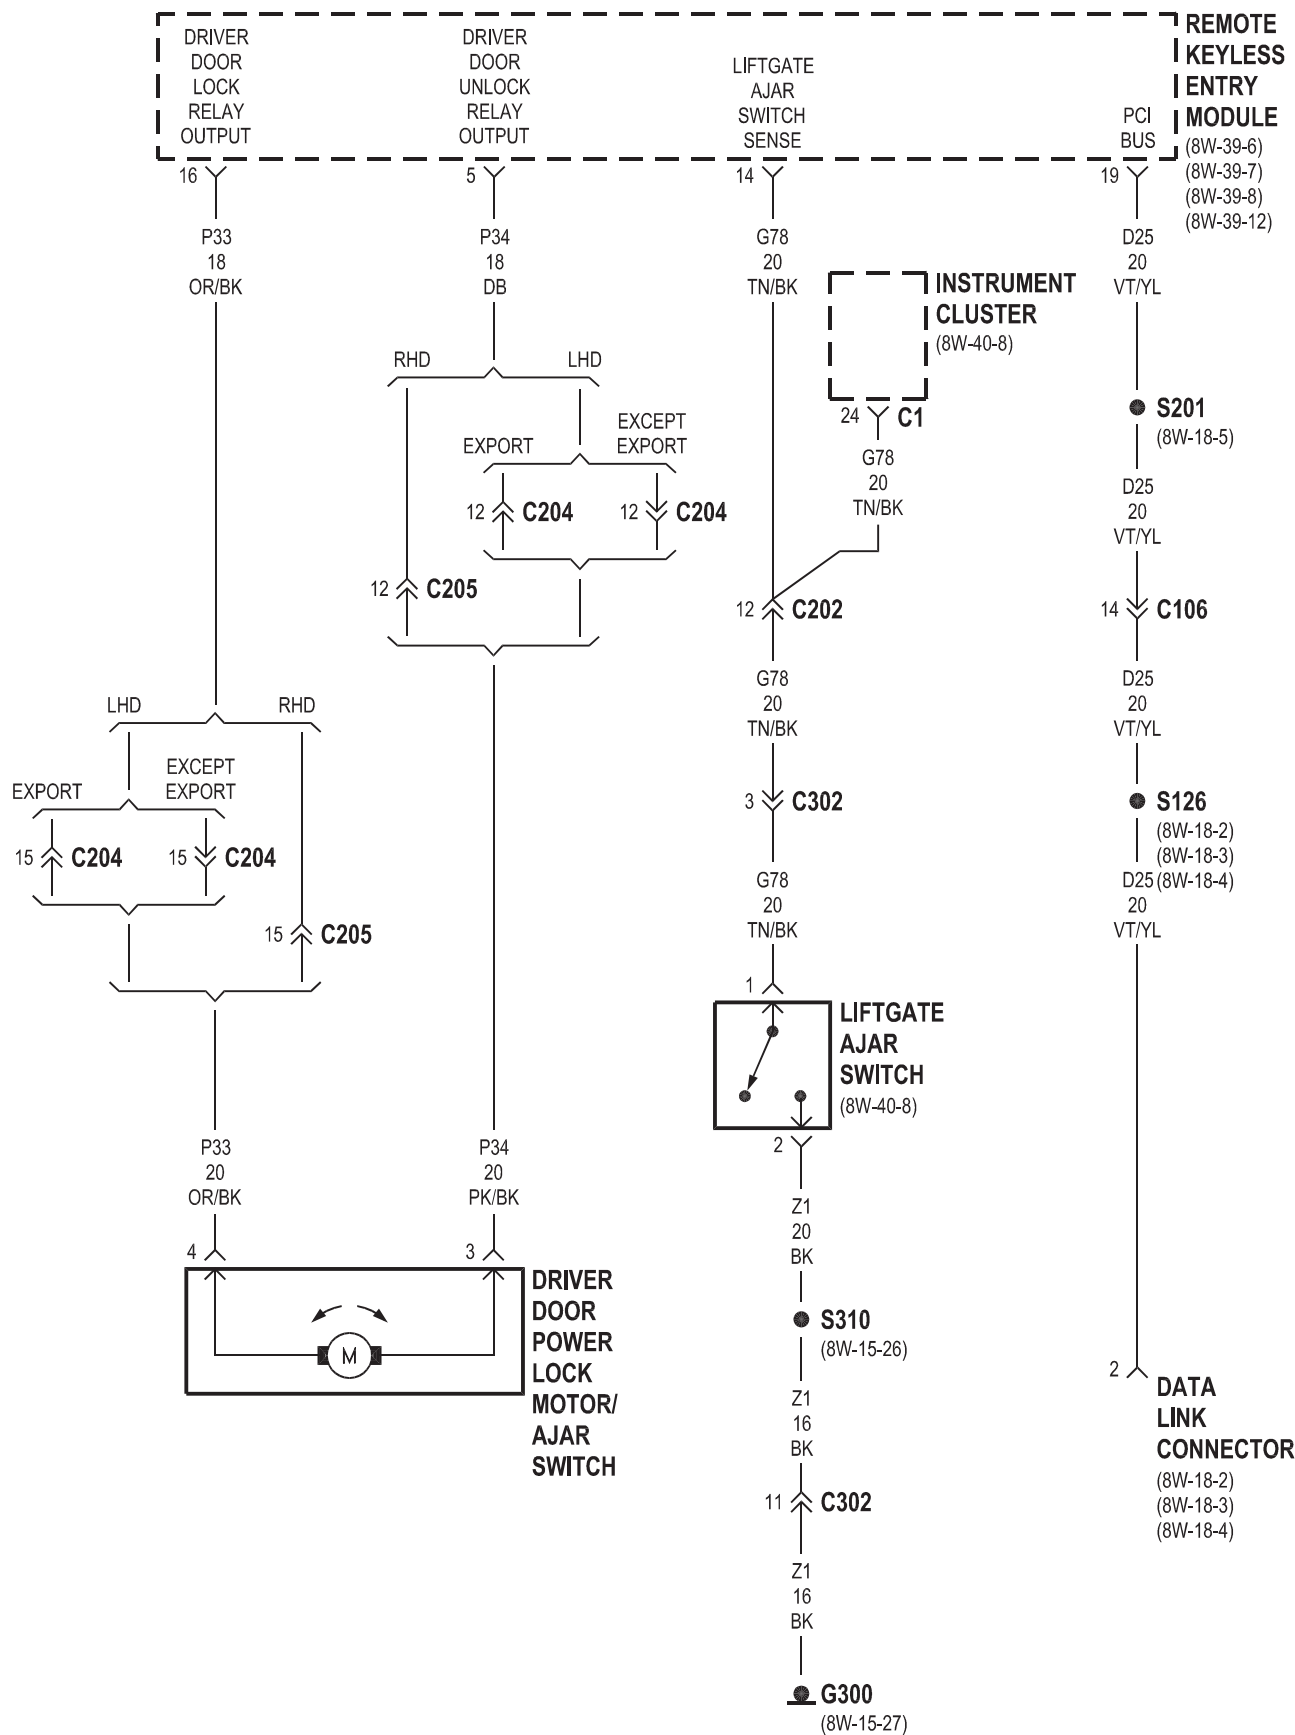 DRIVER
DOOR
LOCK
RELAY
OUTPUT
DRIVER
DOOR
UNLOCK
RELAY
OUTPUT
LIFTGATE
AJAR
SWITCH
SENSE
PCI
BUS
REMOTE
KEYLESS
ENTRY
MODULE
(8W-39-6)
(8W-39-7)
(8W-39-8)
(8W-39-12)
16
5
14
19
P33
18
OR/BK
P34
18
DB
G78
20
TN/BK
D25
20
VT/YL
INSTRUMENT
CLUSTER
(8W-40-8)
24
C1
G78
20
TN/BK
RHD
LHD
EXPORT
EXCEPT
EXPORT
12 C204
12 C204
12 C205
S201
(8W-18-5)
D25
20
VT/YL
12 C202
14 C106
G78
20
TN/BK
D25
20
VT/YL
LHD
RHD
EXPORT
EXCEPT
EXPORT
15 C204
15 C204
15 C205
3 C302
S126
(8W-18-2)
(8W-18-3)
(8W-18-4)
G78
20
TN/BK
D25
20
VT/YL
1
LIFTGATE
AJAR
SWITCH
(8W-40-8)
2
P33
20
OR/BK
P34
20
PK/BK
Z1
20
BK
4
3
M
DRIVER
DOOR
POWER
LOCK
MOTOR/
AJAR
SWITCH
S310
(8W-15-26)
Z1
16
BK
2
DATA
LINK
CONNECTOR
(8W-18-2)
(8W-18-3)
(8W-18-4)
11 C302
Z1
16
BK
G300
(8W-15-27)